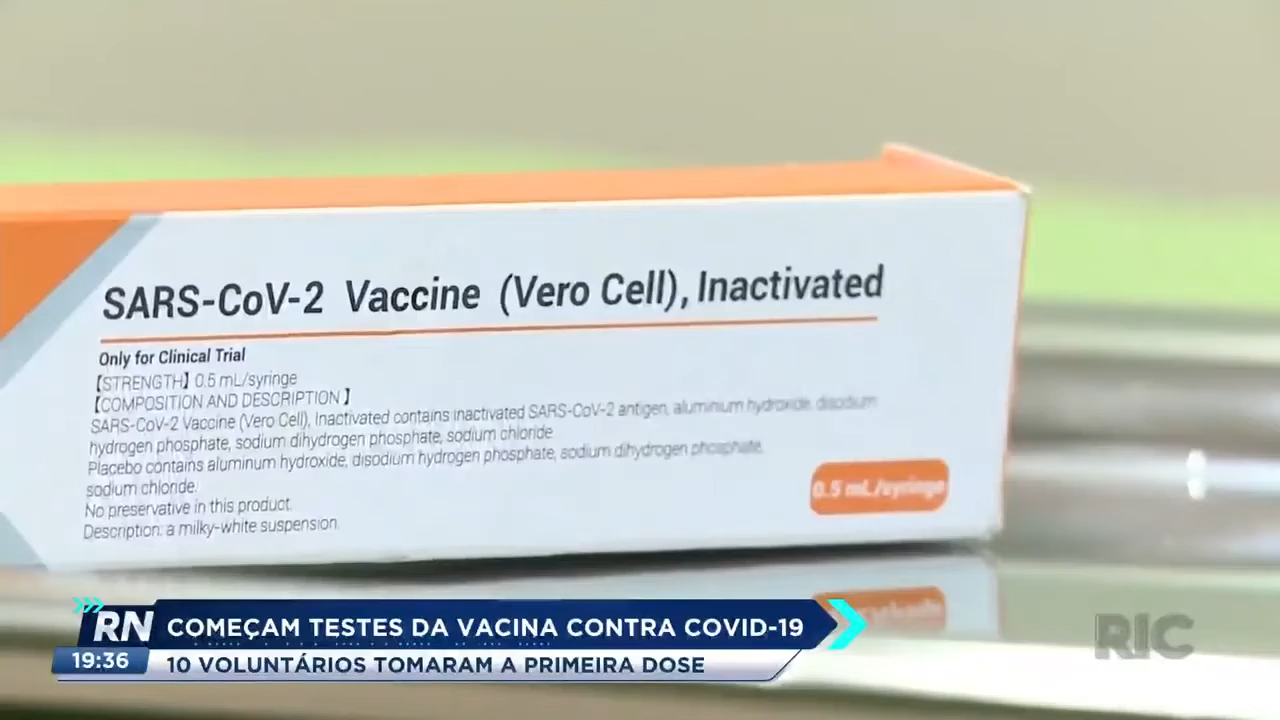 SARS-CoV-2 Vaccine (Vero Cell), Inactivated
Only for Clinical Trial
【STRENGTH】 0.5 mL/syringe
【COMPOSITION AND DESCRIPTION】
SARS-CoV-2 Vaccine (Vero Cell), Inactivated contains inactivated SARS-CoV-2 antigen, aluminium hydroxide, disodium
hydrogen phosphate, sodium dihydrogen phosphate, sodium chloride
Placebo contains aluminum hydroxide, disodium hydrogen phosphate, sodium dihydrogen phosphate,
sodium chloride.
No preservative in this product.
Description: a milky-white suspension.
0.5 mL/syringe
RN COMEÇAM TESTES DA VACINA CONTRA COVID-19
19:36 10 VOLUNTÁRIOS TOMARAM A PRIMEIRA DOSE
RIC